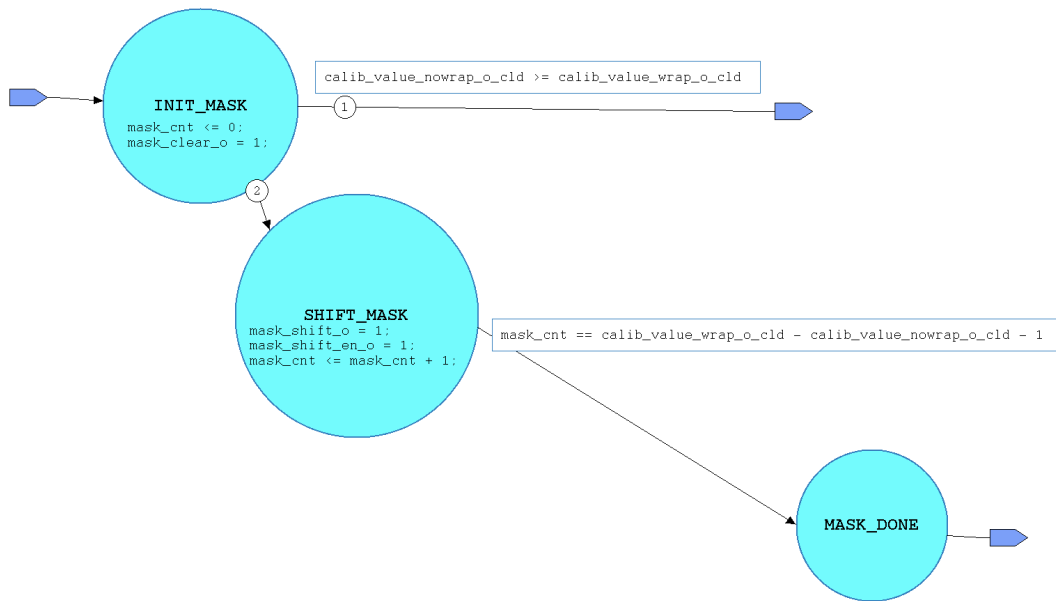 calib_value_nowrap_o_cld >= calib_value_wrap_o_cld
INIT_MASK
1
mask_cnt <= 0;
mask_clear_o = 1;
2
SHIFT_MASK
mask_shift_o = 1;
mask_shift_en_o = 1;
mask_cnt <= mask_cnt + 1;
mask_cnt == calib_value_wrap_o_cld - calib_value_nowrap_o_cld - 1
MASK_DONE